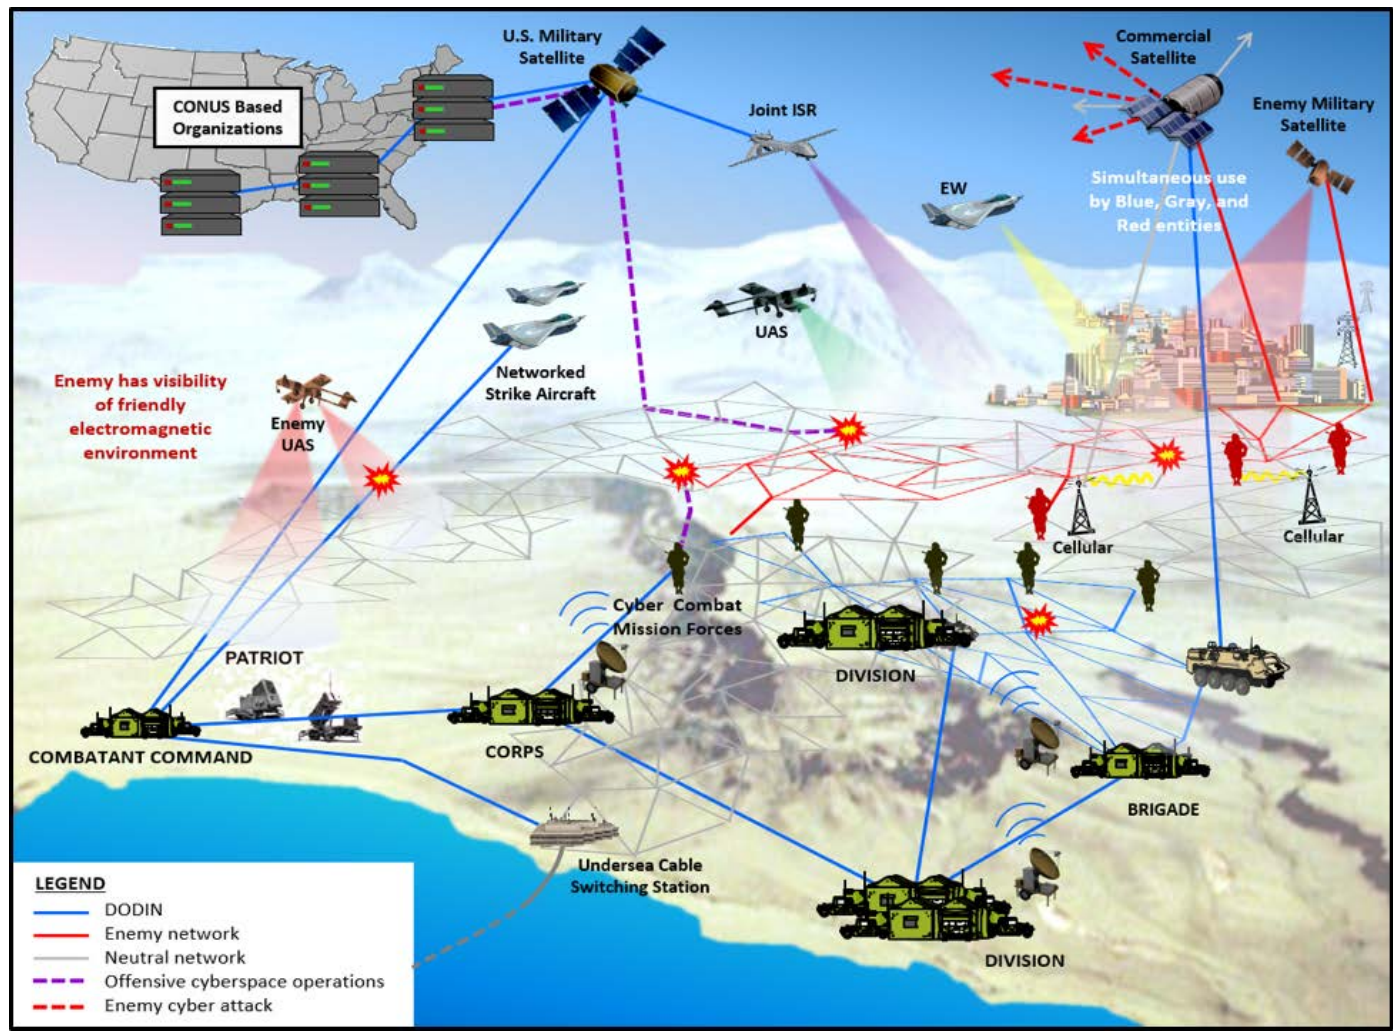 U.S. Military
Satellite
Commercial
Satellite
CONUS Based
Organizations
Joint ISR
Enemy Military
Satellite
EW
Simultaneous use
by Blue, Gray, and
Red entities
UAS
Networked
Strike Aircraft
Enemy has visibility
of friendly
electromagnetic
environment
Enemy
UAS
Cellular
Cellular
Cyber Combat
Mission Forces
PATRIOT
DIVISION
COMBATANT COMMAND
CORPS
BRIGADE
Undersea Cable
Switching Station
DIVISION
LEGEND
DODIN
Enemy network
Neutral network
Offensive cyberspace operations
Enemy cyber attack